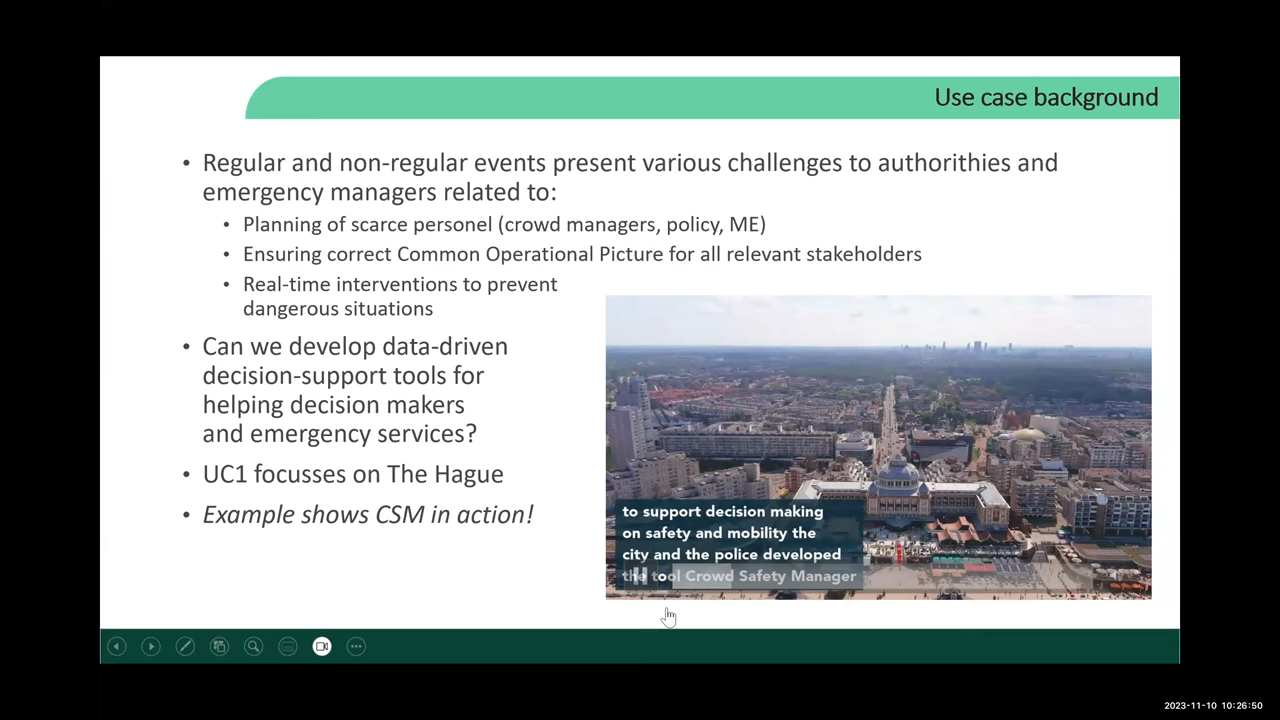 Use case background
• Regular and non-regular events present various challenges to authorithies and
emergency managers related to:
• Planning of scarce personel (crowd managers, policy, ME)
• Ensuring correct Common Operational Picture for all relevant stakeholders
• Real-time interventions to prevent
dangerous situations
• Can we develop data-driven
decision-support tools for
helping decision makers
and emergency services?
• UC1 focusses on The Hague
• Example shows CSM in action!
to support decision making
on safety and mobility the
city and the police developed
the tool Crowd Safety Manager
2023-11-10 10:26:50